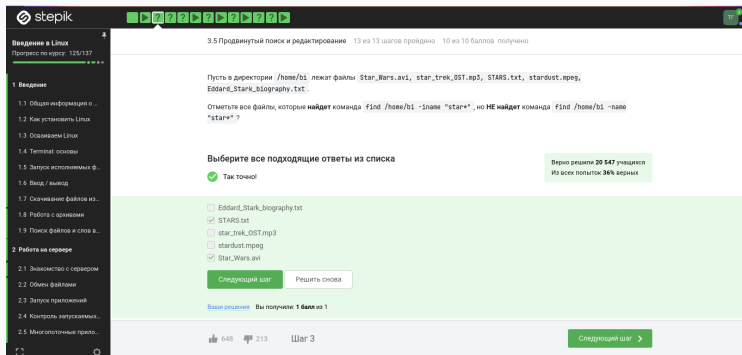 stepik
TF
Введение в Linux
Прогресс по курсу: 125/137
3.5 Продвинутый поиск и редактирование 13 из 13 шагов пройдено 10 из 10 баллов получено
1 Введение
1.1 Общая информация о ...
1.2 Как установить Linux
1.3 Осваиваем Linux
1.4 Terminal: основы
1.5 Запуск исполняемых ф...
1.6 Ввод / вывод
1.7 Скачивание файлов из...
1.8 Работа с архивами
1.9 Поиск файлов и слов в...
2 Работа на сервере
2.1 Знакомство с сервером
2.2 Обмен файлами
2.3 Запуск приложений
2.4 Контроль запускаемых...
2.5 Многопоточные прило...
Пусть в директории /home/bi лежат файлы Star_Wars.avi, star_trek_OST.mp3, STARS.txt, stardust.mpeg,
Eddard_Stark_biography.txt .
Отметьте все файлы, которые найдет команда find /home/bi -iname "star*" , но НЕ найдет команда find /home/bi -name
"star*" ?
Выберите все подходящие ответы из списка
Верно решили 20 547 учащихся
Из всех попыток 36% верных
Так точно!
Eddard_Stark_biography.txt
STARS.txt
star_trek_OST.mp3
stardust.mpeg
Star_Wars.avi
Следующий шаг Решить снова
Ваши решения Вы получили: 1 балл из 1
648 213 Шаг 3 Следующий шаг